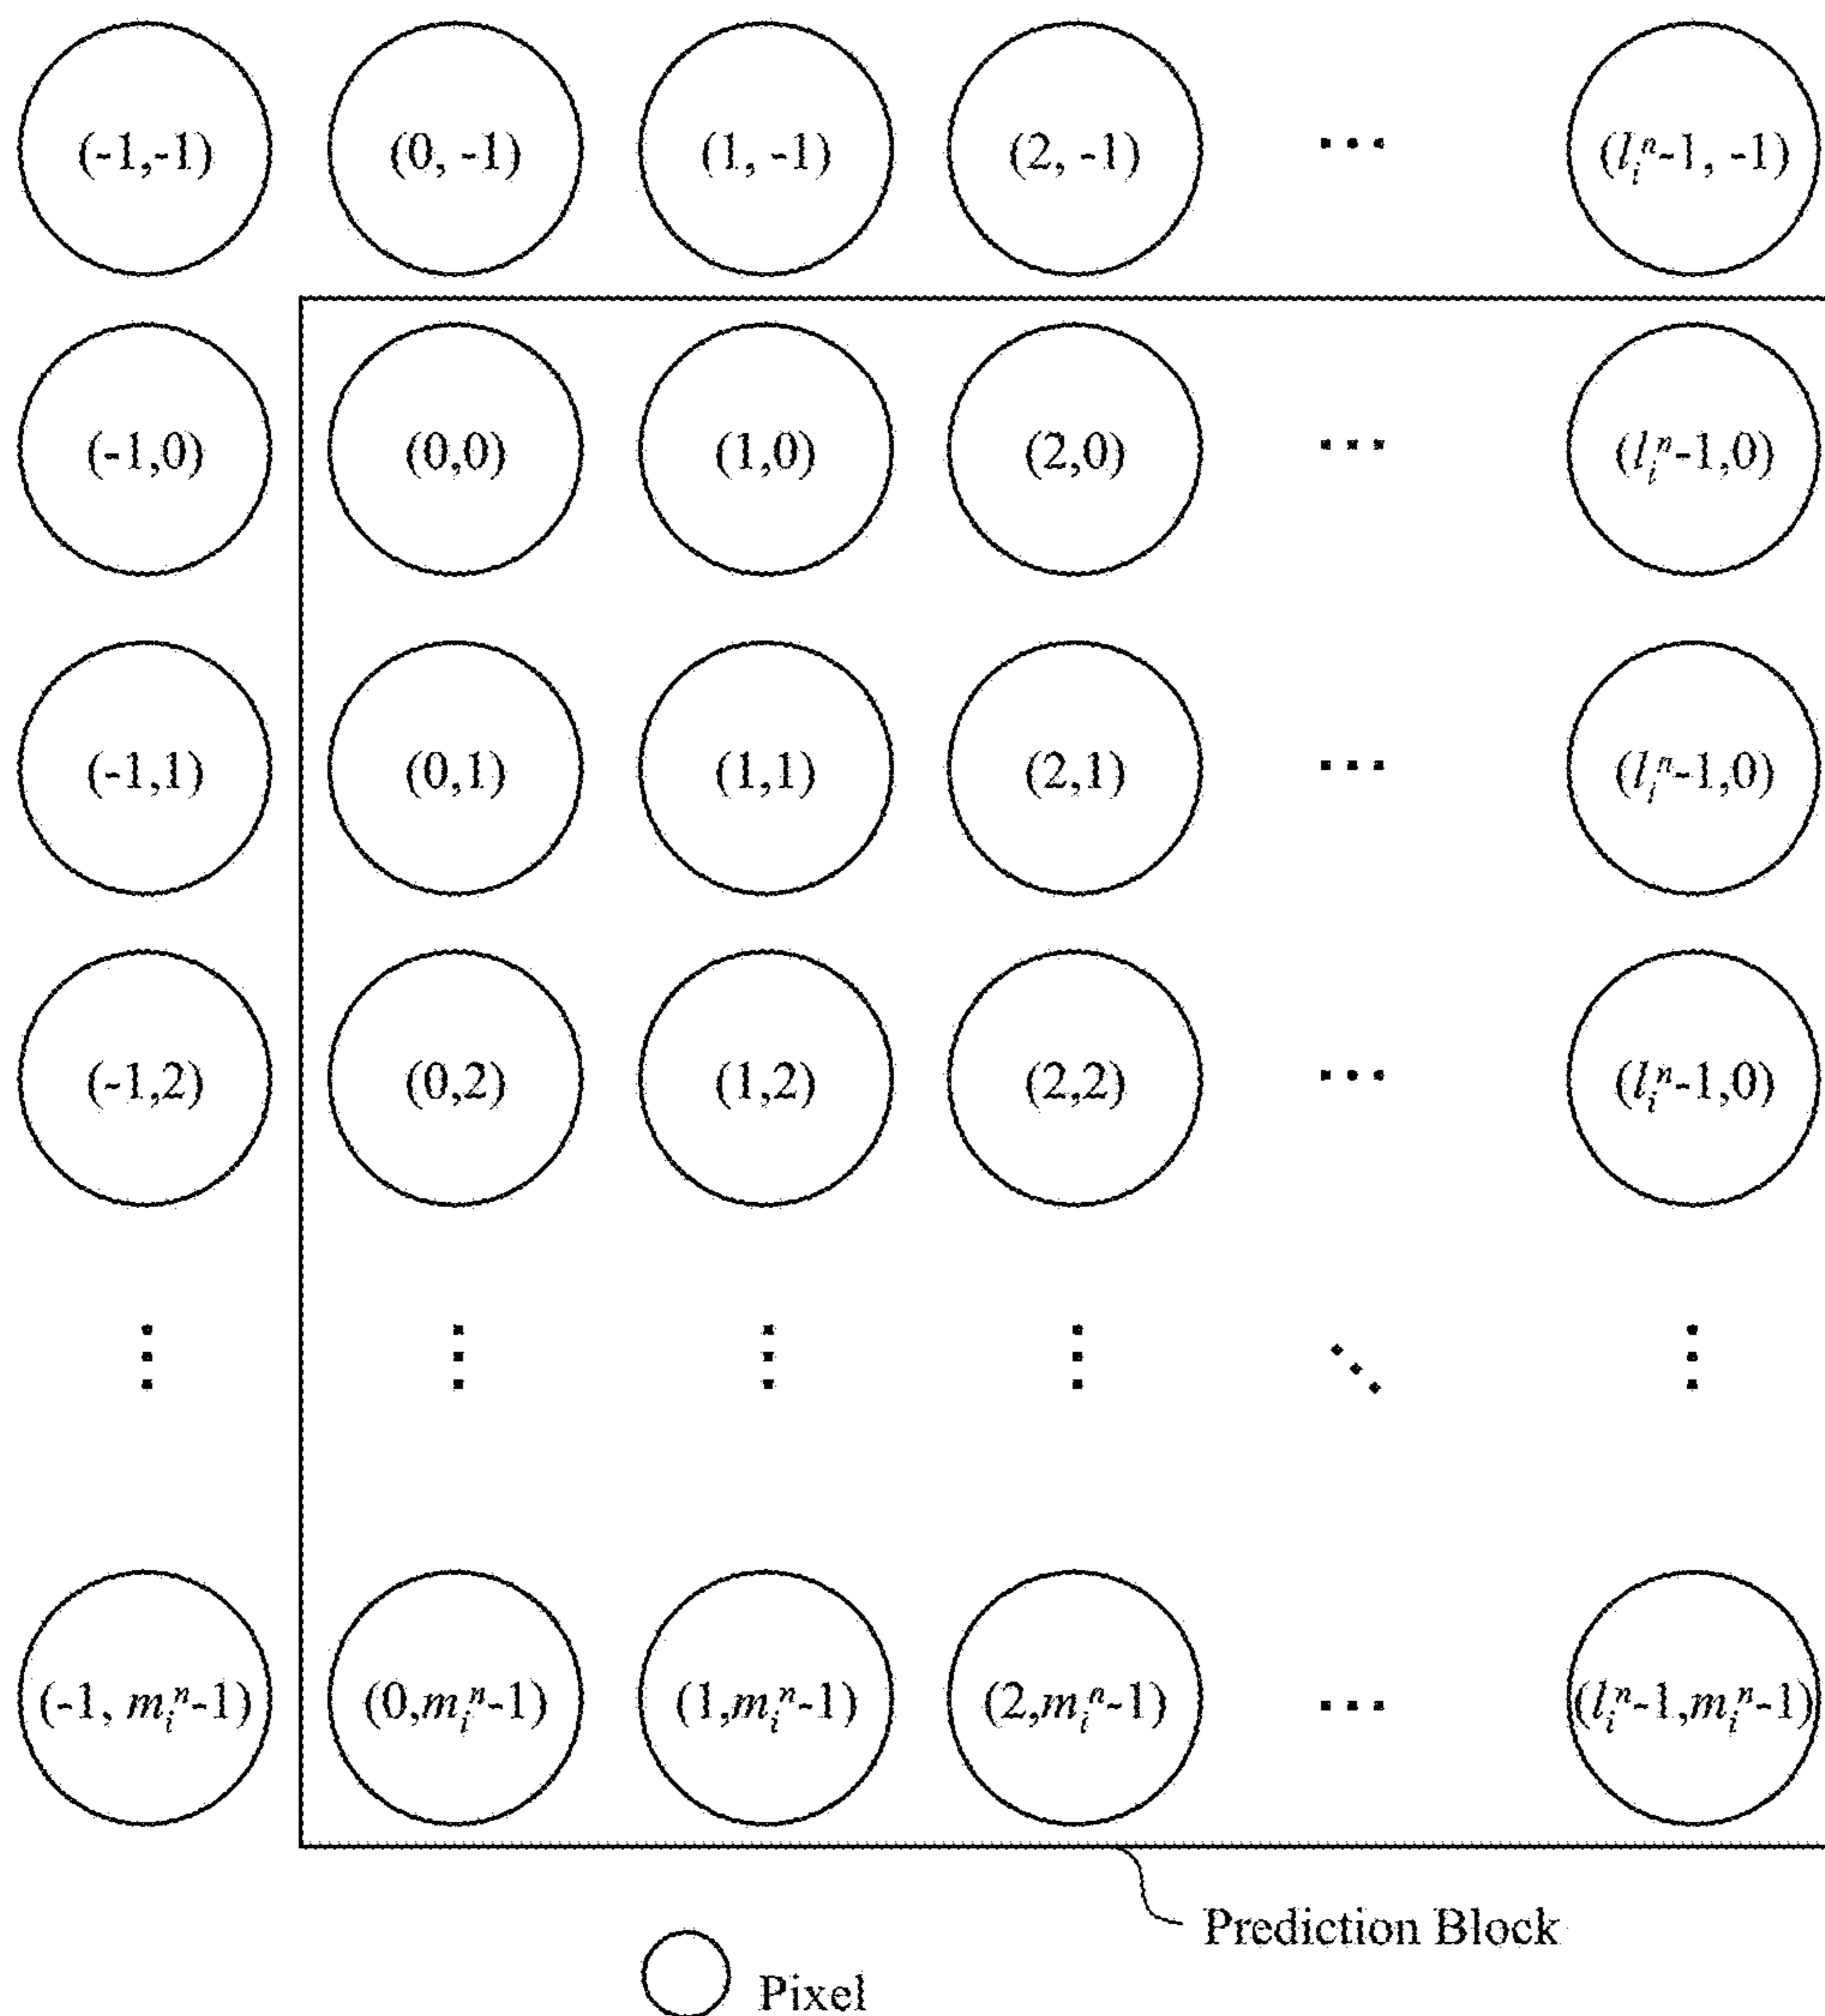 (-1,-1) (0, -1) (1, -1) (2, -1) ... (l_i^n-1, -1)
(-1,0) (0,0) (1,0) (2,0) ... (l_i^n-1,0)
(-1,1) (0,1) (1,1) (2,1) ... (l_i^n-1,0)
(-1,2) (0,2) (1,2) (2,2) ... (l_i^n-1,0)
(-1, m_i^n-1) (0,m_i^n-1) (1,m_i^n-1) (2,m_i^n-1) ... (l_i^n-1,m_i^n-1)
Prediction Block
Pixel